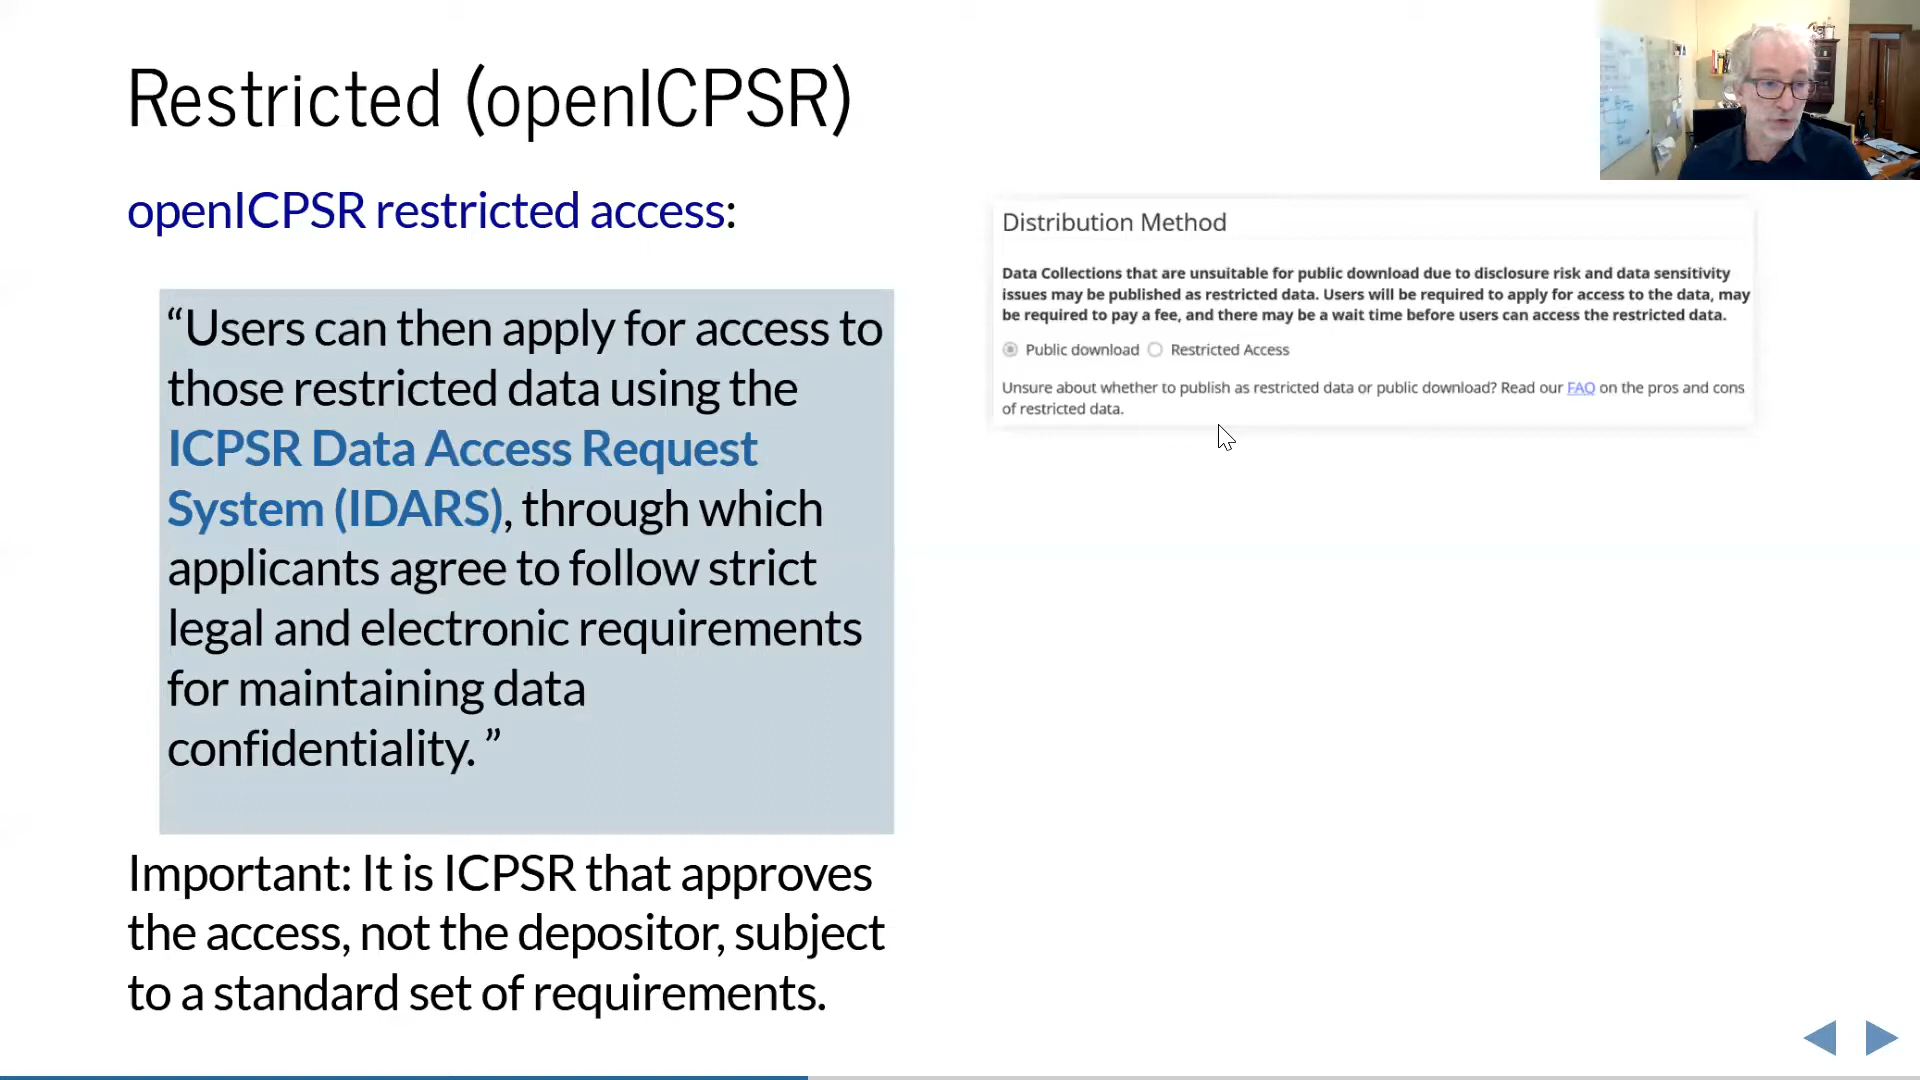 Restricted (openICPSR)
openICPSR restricted access:
“Users can then apply for access to
those restricted data using the
ICPSR Data Access Request
System (IDARS), through which
applicants agree to follow strict
legal and electronic requirements
for maintaining data
confidentiality. ”
Important: It is ICPSR that approves
the access, not the depositor, subject
to a standard set of requirements.
Distribution Method
Data Collections that are unsuitable for public download due to disclosure risk and data sensitivity
issues may be published as restricted data. Users will be required to apply for access to the data, may
be required to pay a fee, and there may be a wait time before users can access the restricted data.
Public download Restricted Access
Unsure about whether to publish as restricted data or public download? Read our FAQ on the pros and cons
of restricted data.